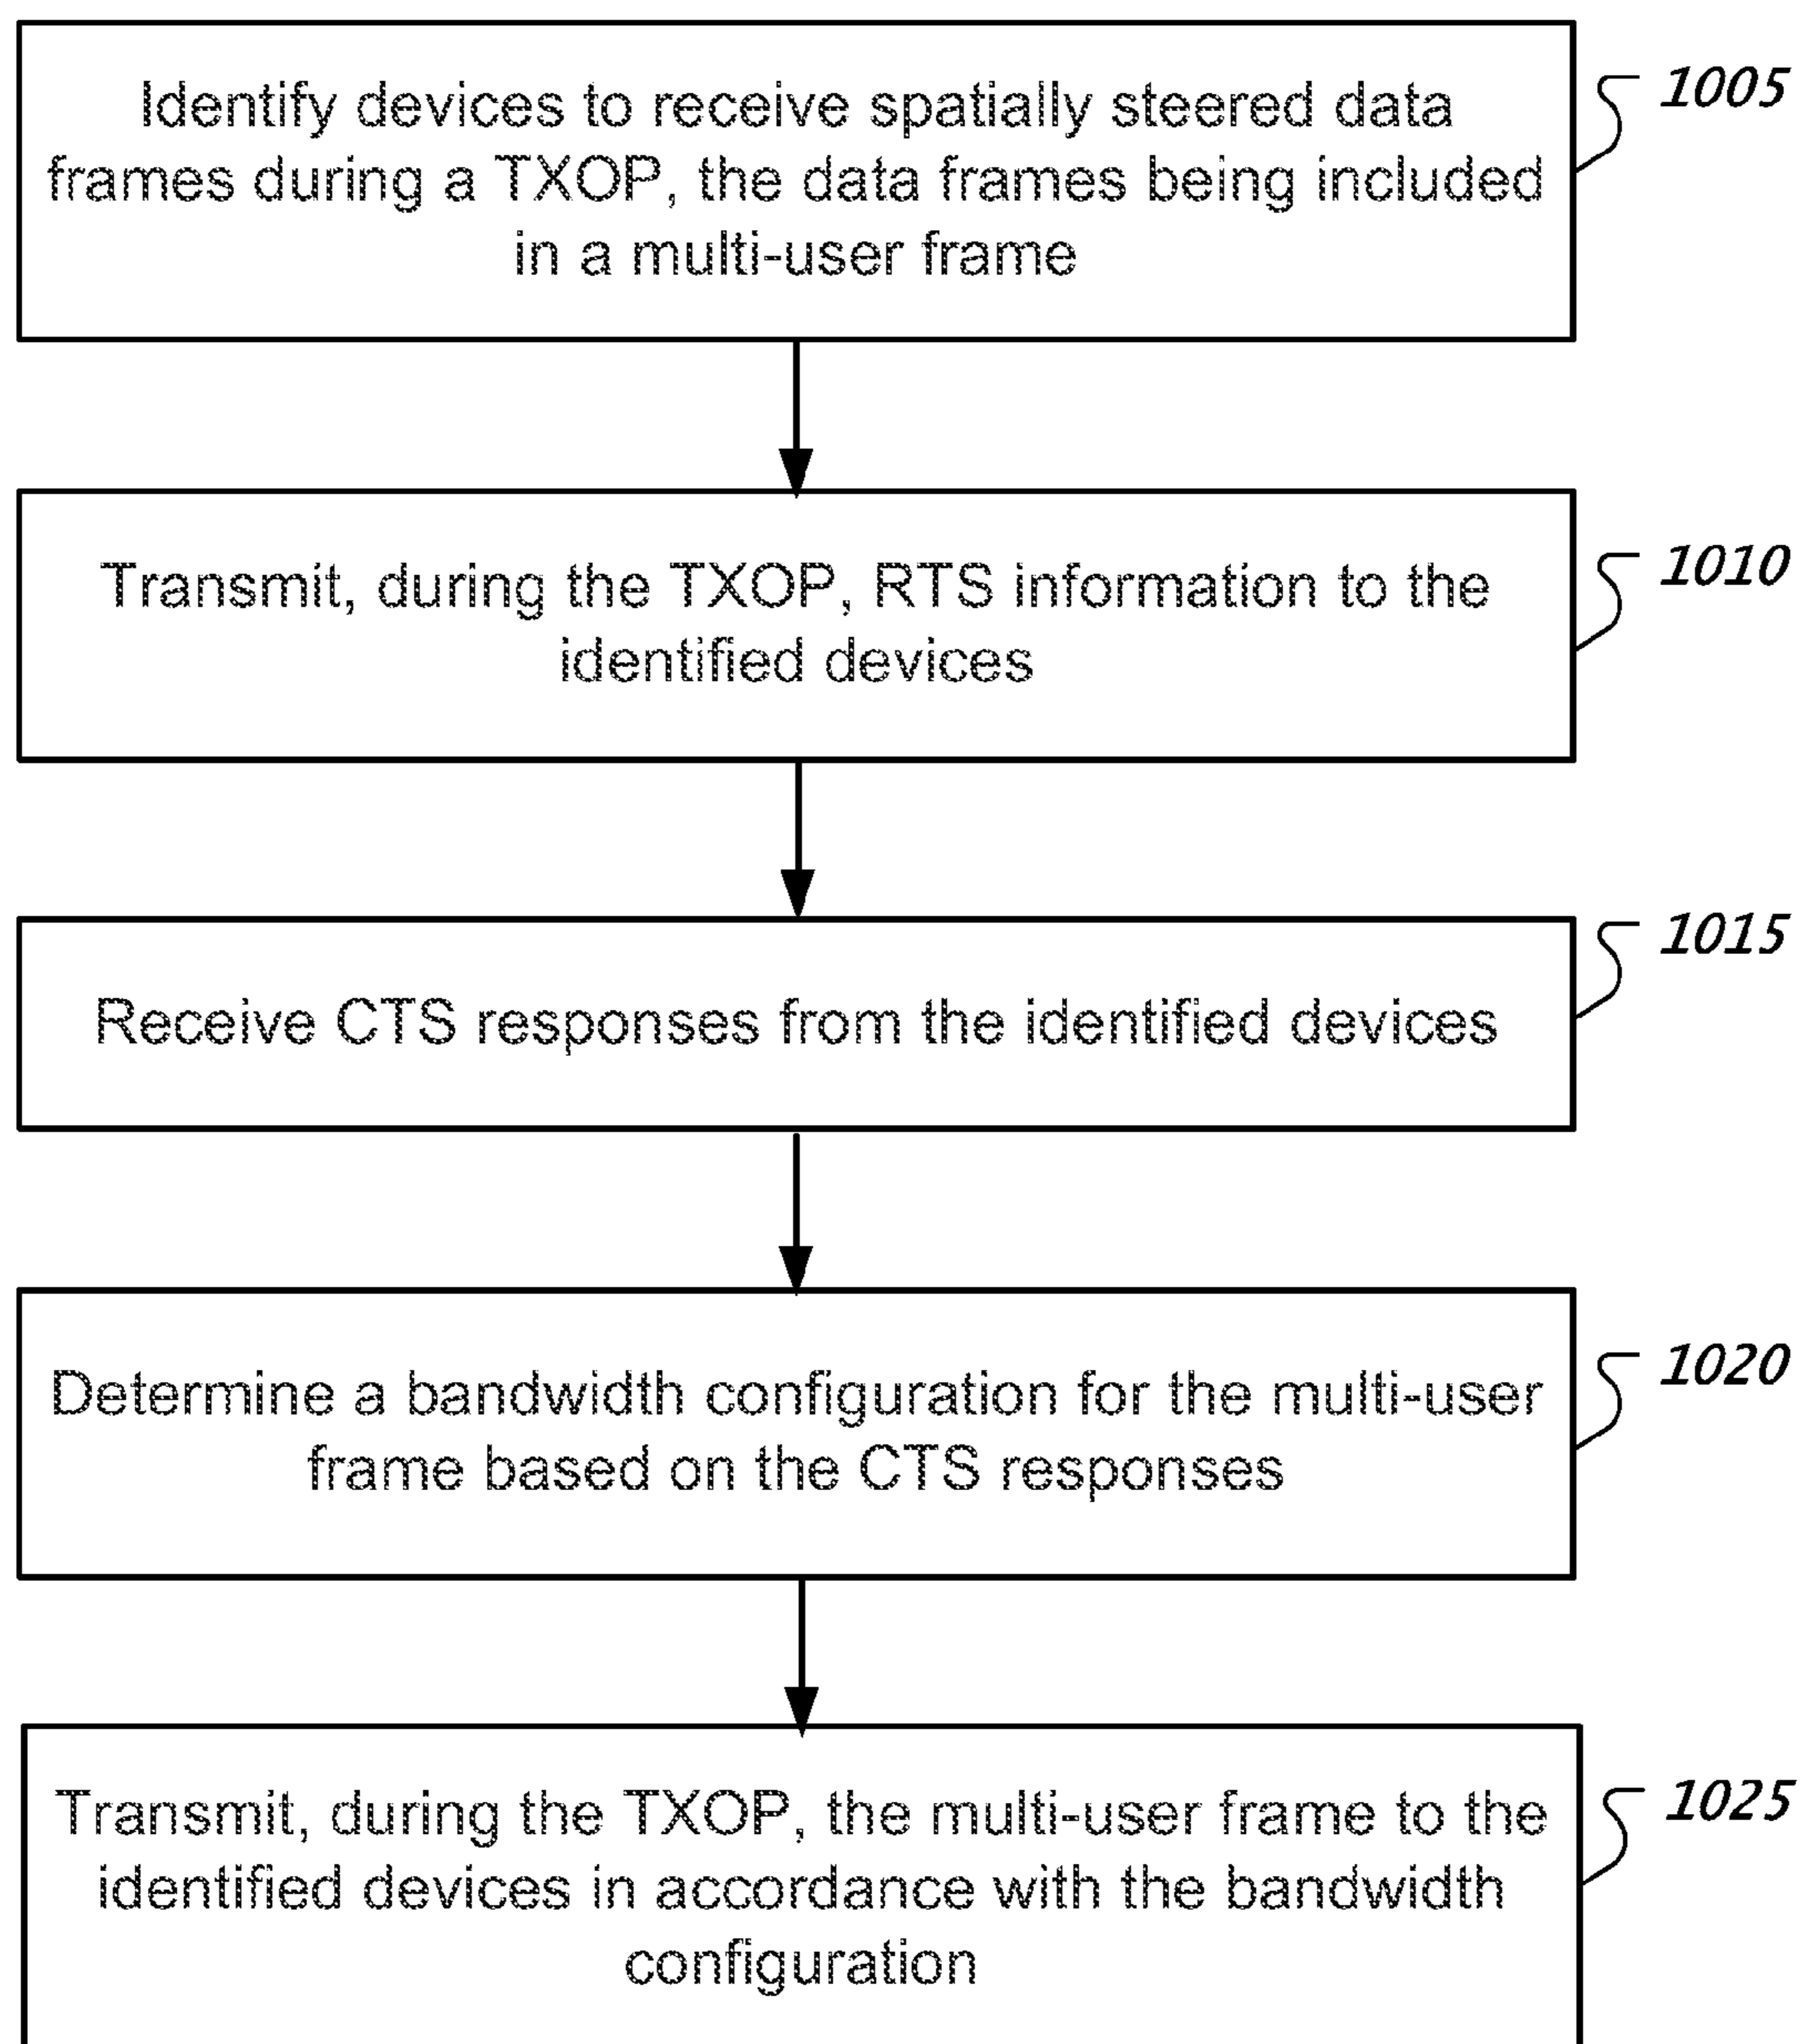 Identify devices to receive spatially steered data
frames during a TXOP, the data frames being included
in a multi-user frame
1005
Transmit, during the TXOP, RTS information to the
identified devices
1010
Receive CTS responses from the identified devices
1015
Determine a bandwidth configuration for the multi-user
frame based on the CTS responses
1020
Transmit, during the TXOP, the multi-user frame to the
identified devices in accordance with the bandwidth
configuration
1025